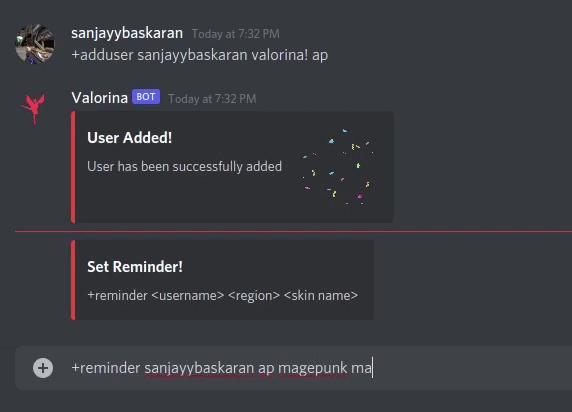 sanjayybaskaran Today at 7:32 PM
+adduser sanjayybaskaran valorina! ap
Valorina BOT Today at 7:32 PM
User Added!
User has been successfully added
Set Reminder!
+reminder <username> <region> <skin name>
+reminder sanjayybaskaran ap magepunk ma